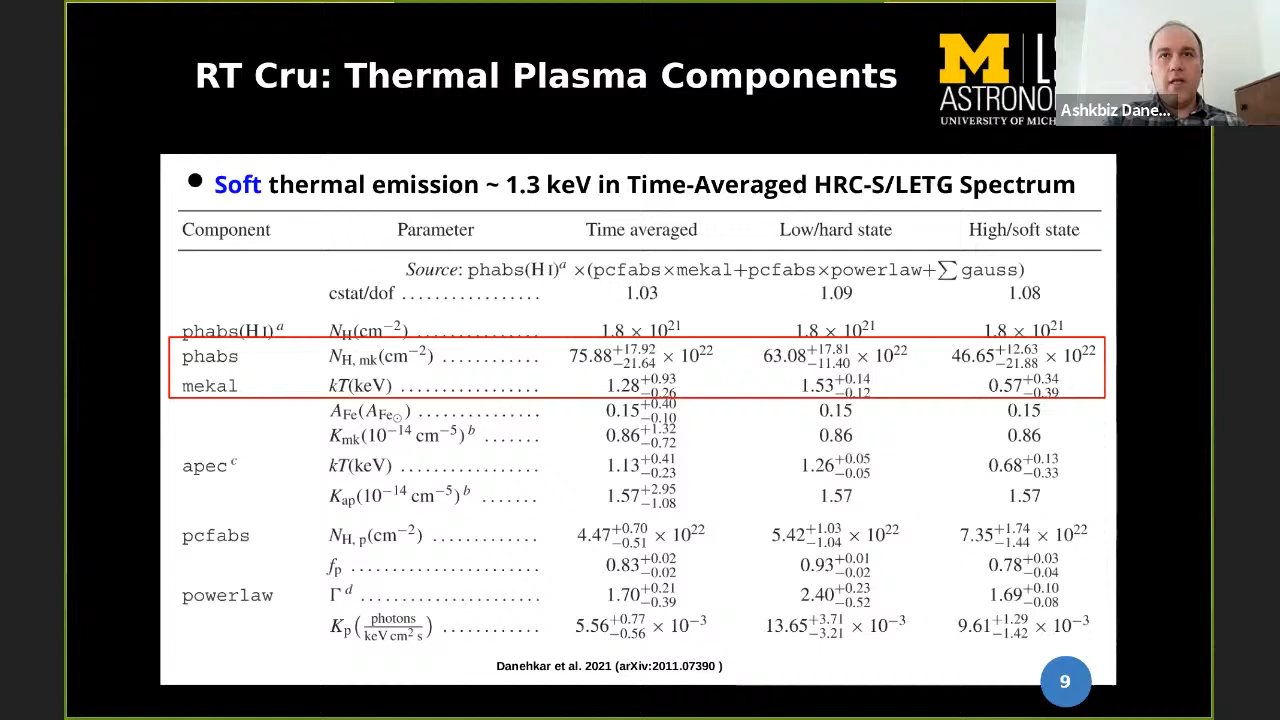 RT Cru: Thermal Plasma Components
M
ASTRONO
UNIVERSITY OF MICH
Ashkbiz Dane...
• Soft thermal emission ~ 1.3 keV in Time-Averaged HRC-S/LETG Spectrum
Component Parameter Time averaged Low/hard state High/soft state
Source: phabs(H I)^a ×(pcfabs×mekal+pcfabs×powerlaw+∑ gauss)
cstat/dof ................. 1.03 1.09 1.08
phabs(H I)^a N_H(cm^−2) ............... 1.8 × 10^21 1.8 × 10^21 1.8 × 10^21
phabs N_H, mk(cm^−2) ............ 75.88^+17.92_−21.64 × 10^22 63.08^+17.81_−11.40 × 10^22 46.65^+12.63_−21.88 × 10^22
mekal kT(keV) ................. 1.28^+0.93_−0.26 1.53^+0.14_−0.12 0.57^+0.34_−0.39
A_Fe(A_Fe⊙) ............... 0.15^+0.40_−0.10 0.15 0.15
K_mk(10^−14 cm^−5)^b ....... 0.86^+1.32_−0.72 0.86 0.86
apec^c kT(keV) ................. 1.13^+0.41_−0.23 1.26^+0.05_−0.05 0.68^+0.13_−0.33
K_ap(10^−14 cm^−5)^b ....... 1.57^+2.95_−1.08 1.57 1.57
pcfabs N_H, p(cm^−2) ............. 4.47^+0.70_−0.51 × 10^22 5.42^+1.03_−1.04 × 10^22 7.35^+1.74_−1.44 × 10^22
f_p ....................... 0.83^+0.02_−0.02 0.93^+0.01_−0.02 0.78^+0.03_−0.04
powerlaw Γ^d ...................... 1.70^+0.21_−0.39 2.40^+0.23_−0.52 1.69^+0.10_−0.08
K_p(photons/keV cm^2 s) ............ 5.56^+0.77_−0.56 × 10^−3 13.65^+3.71_−3.21 × 10^−3 9.61^+1.29_−1.42 × 10^−3
Danehkar et al. 2021 (arXiv:2011.07390 )
9